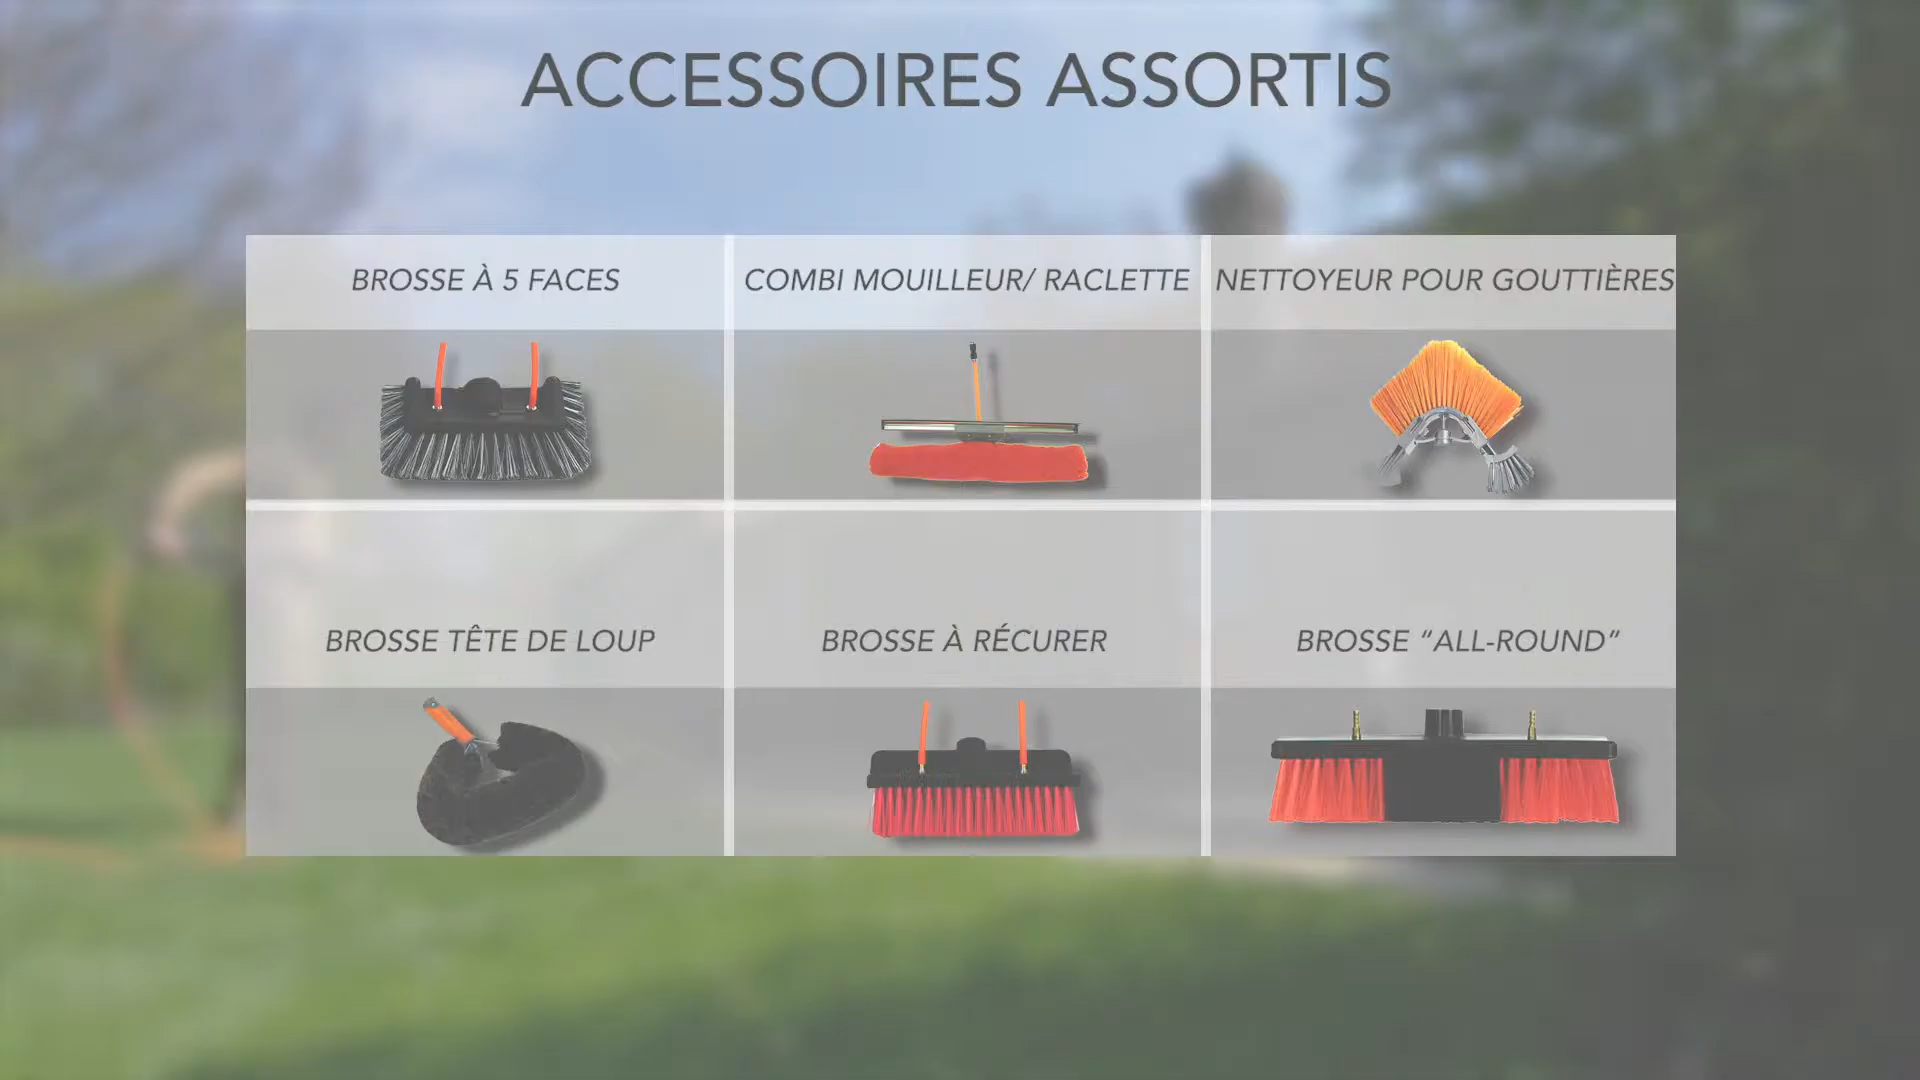 ACCESSOIRES ASSORTIS
BROSSE À 5 FACES
COMBI MOUILLEUR/ RACLETTE
NETTOYEUR POUR GOUTTIÈRES
BROSSE TÊTE DE LOUP
BROSSE À RÉCURER
BROSSE “ALL-ROUND”